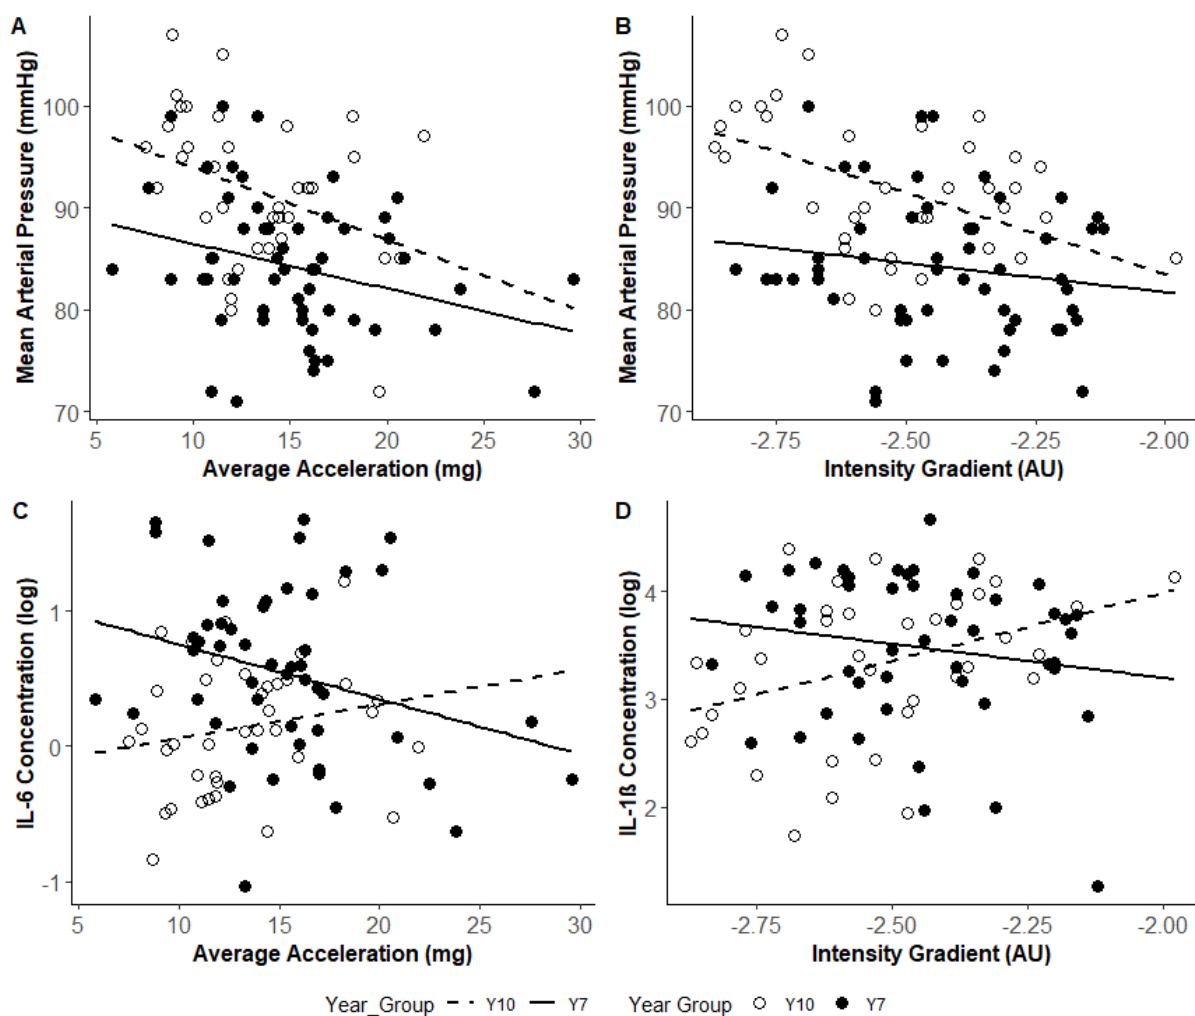 A
Mean Arterial Pressure (mmHg)
100
90
80
70
5
10
15
20
25
30
Average Acceleration (mg)
B
Mean Arterial Pressure (mmHg)
100
90
80
70
-2.75
-2.50
-2.25
-2.00
Intensity Gradient (AU)
C
IL-6 Concentration (log)
1
0
-1
5
10
15
20
25
30
Average Acceleration (mg)
D
IL-1ß Concentration (log)
4
3
2
-2.75
-2.50
-2.25
-2.00
Intensity Gradient (AU)
Year_Group Y10 Y7 Year Group Y10 Y7